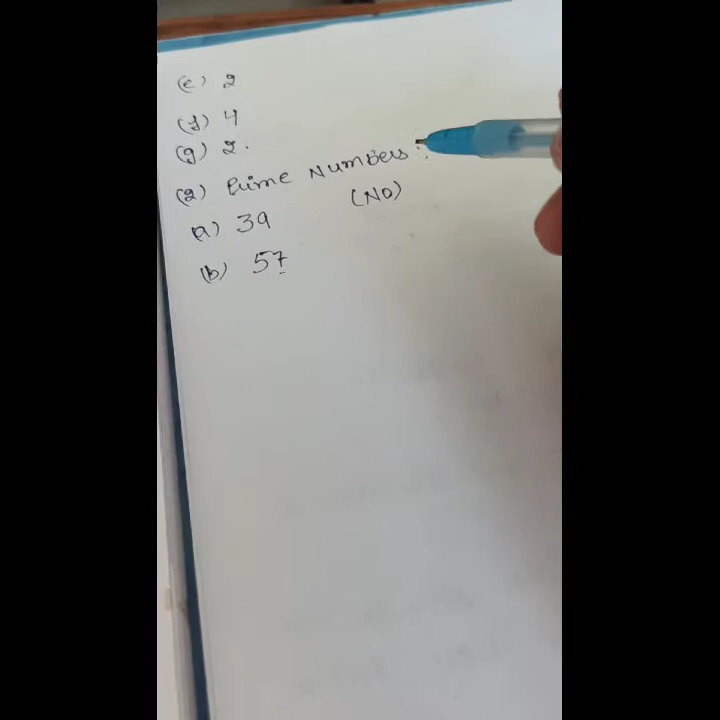 (e) 2
(f) 4
(g) 2.
(2) Prime Numbers :
(a) 39 (NO)
(b) 57